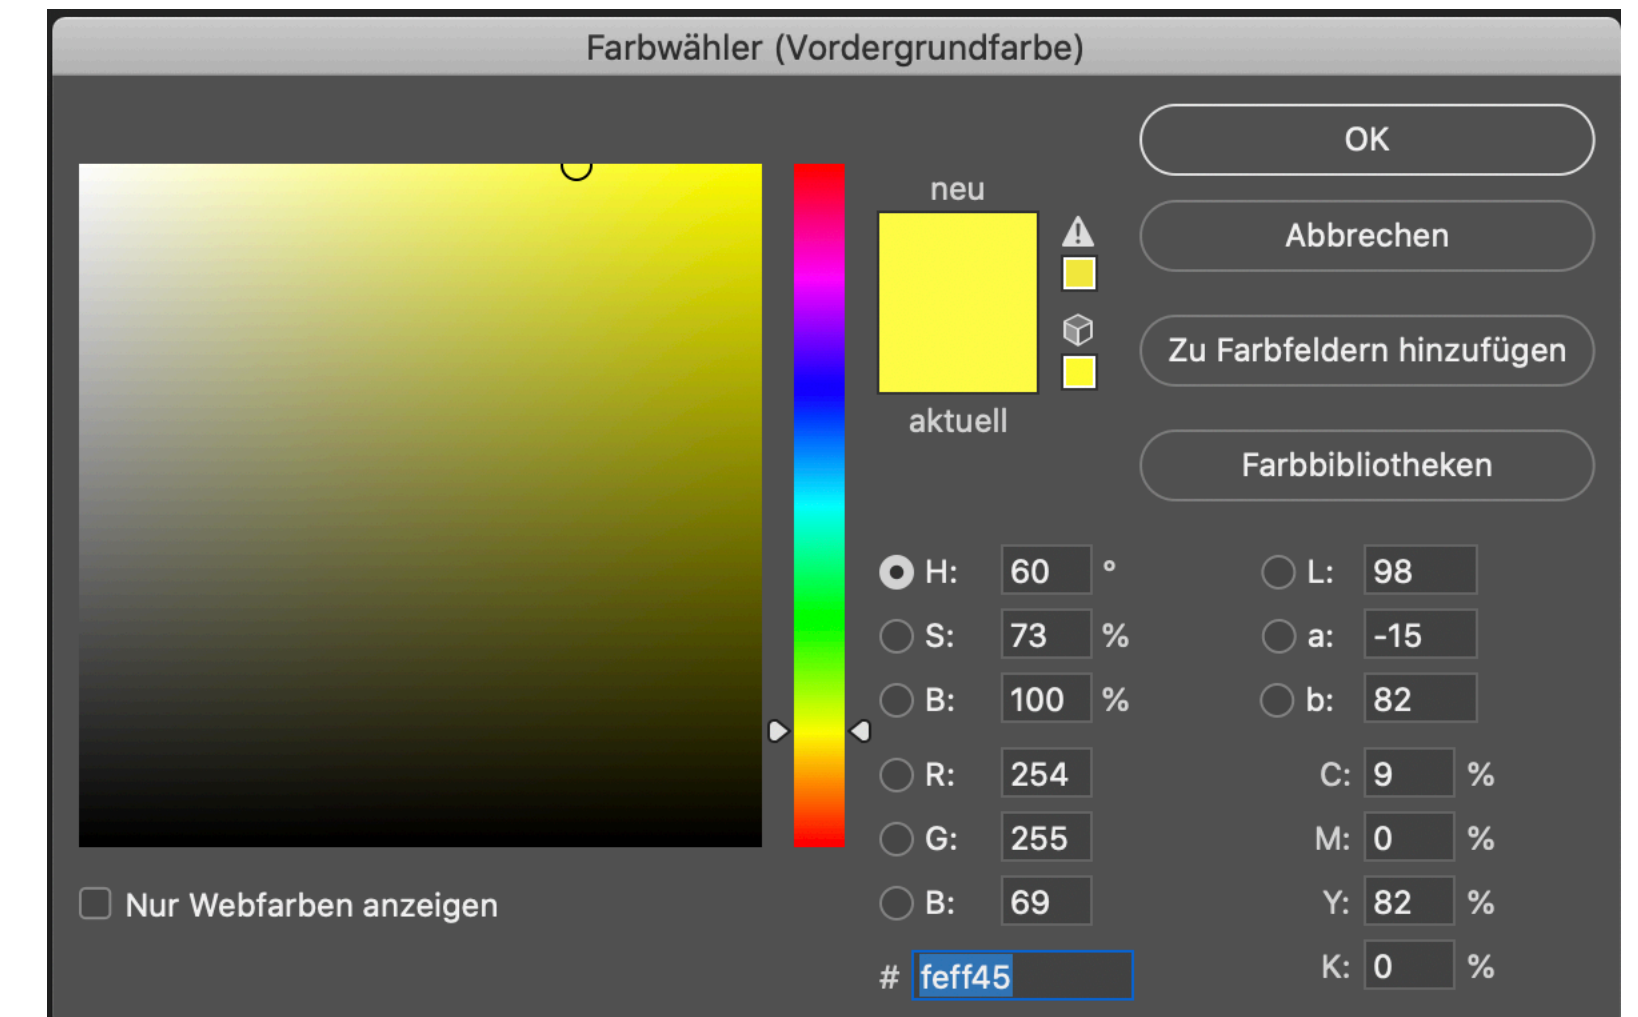 Farbwähler (Vordergrundfarbe)
OK
neu
Abbrechen
Zu Farbfeldern hinzufügen
aktuell
Farbbibliotheken
H: 60 °
L: 98
S: 73 %
a: -15
B: 100 %
b: 82
R: 254
C: 9 %
G: 255
M: 0 %
Nur Webfarben anzeigen
B: 69
Y: 82 %
# feff45
K: 0 %